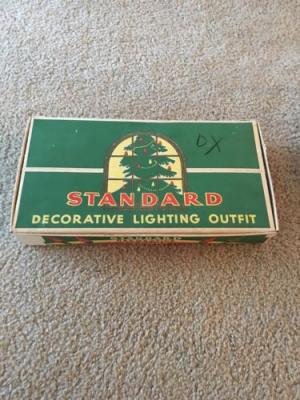 OX
STANDARD
DECORATIVE LIGHTING OUTFIT
STANDARD